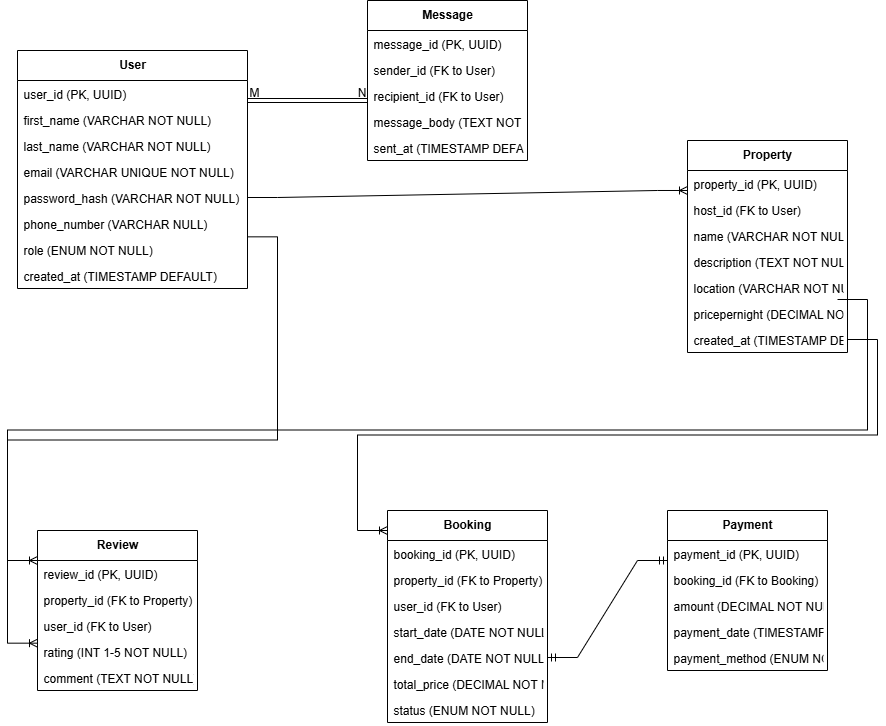 Message
message_id (PK, UUID)
sender_id (FK to User)
recipient_id (FK to User)
message_body (TEXT NOT
sent_at (TIMESTAMP DEFA
User
user_id (PK, UUID)
first_name (VARCHAR NOT NULL)
last_name (VARCHAR NOT NULL)
email (VARCHAR UNIQUE NOT NULL)
password_hash (VARCHAR NOT NULL)
phone_number (VARCHAR NULL)
role (ENUM NOT NULL)
created_at (TIMESTAMP DEFAULT)
M
N
Property
property_id (PK, UUID)
host_id (FK to User)
name (VARCHAR NOT NUL
description (TEXT NOT NUL
location (VARCHAR NOT NU
pricepernight (DECIMAL NO
created_at (TIMESTAMP DE
Review
review_id (PK, UUID)
property_id (FK to Property)
user_id (FK to User)
rating (INT 1-5 NOT NULL)
comment (TEXT NOT NULL
Booking
booking_id (PK, UUID)
property_id (FK to Property)
user_id (FK to User)
start_date (DATE NOT NULL
end_date (DATE NOT NULL
total_price (DECIMAL NOT
status (ENUM NOT NULL)
Payment
payment_id (PK, UUID)
booking_id (FK to Booking)
amount (DECIMAL NOT NU
payment_date (TIMESTAMP
payment_method (ENUM N